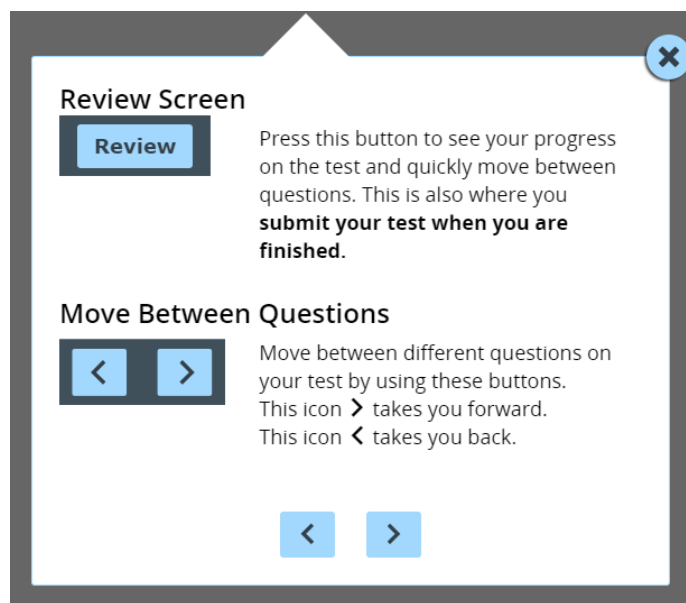 Review Screen
Review
Press this button to see your progress
on the test and quickly move between
questions. This is also where you
submit your test when you are
finished.
Move Between Questions
Move between different questions on
your test by using these buttons.
This icon > takes you forward.
This icon < takes you back.